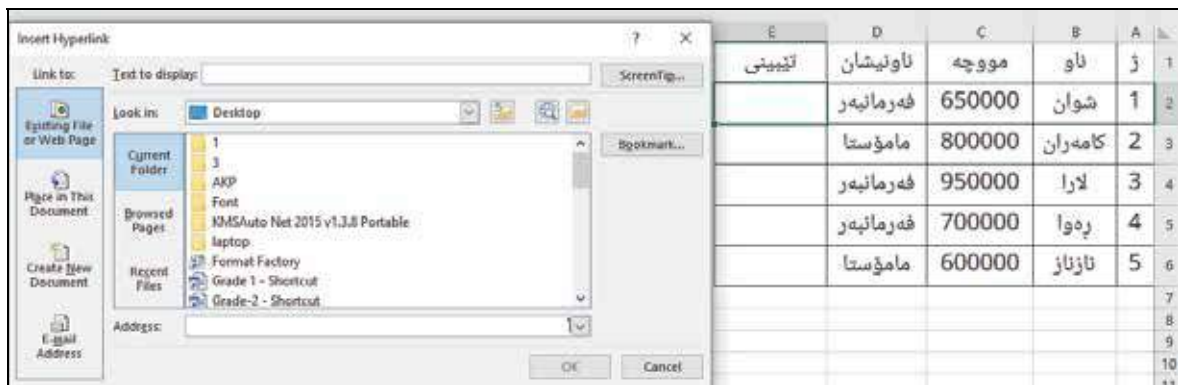 Insert Hyperlink ? ×
Link to: Text to display: ScreenTip...
Existing File or Web Page
Look in: Desktop
Bookmark...
Current Folder
1
3
AKP
Font
KMSAuto Net 2015 v1.3.8 Portable
laptop
Format Factory
Grade 1 - Shortcut
Grade-2 - Shortcut
Place in This Document
Browsed Pages
Create New Document
Recent Files
E-mail Address
Address: 1
OK Cancel
E D C B A
ژ ناو مووچە ناونیشان تێبینی 1
1 شوان 650000 فەرمانبەر 2
2 کامەران 800000 مامۆستا 3
3 لارا 950000 فەرمانبەر 4
4 ڕەوا 700000 فەرمانبەر 5
5 نازناز 600000 مامۆستا 6
7
8
9
10
11